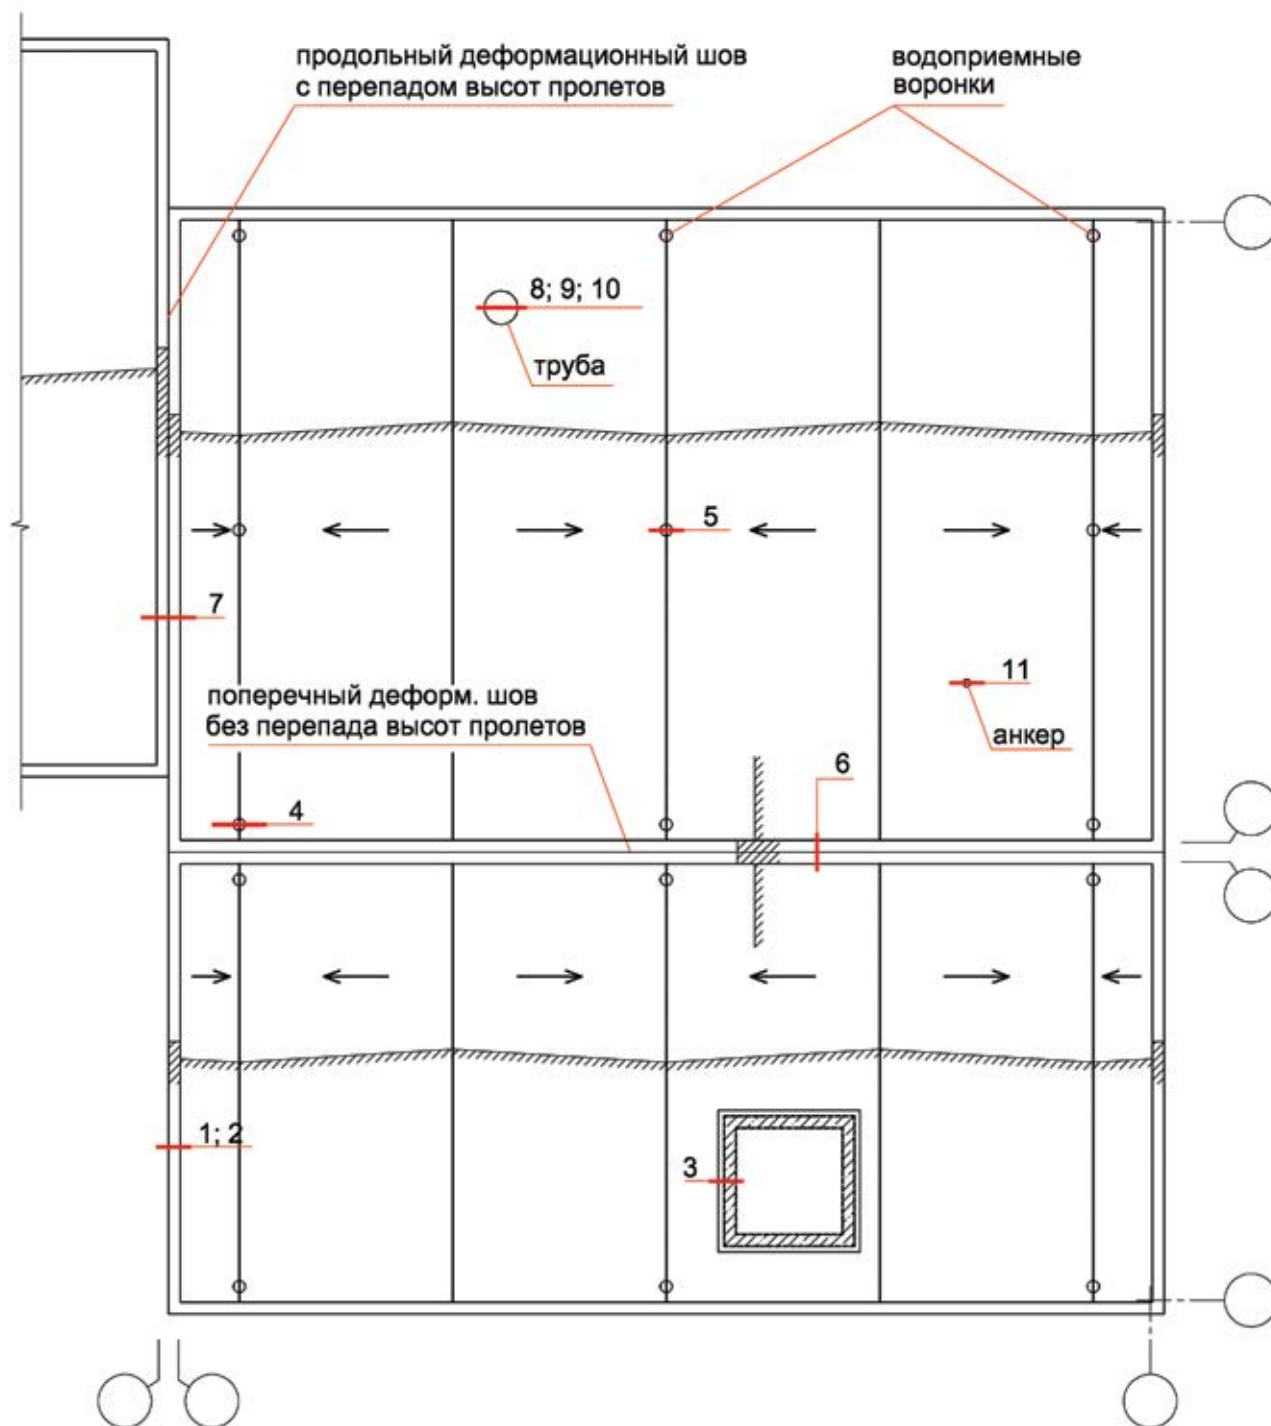 продольный деформационный шов
с перепадом высот пролетов
водоприемные
воронки
8; 9; 10
труба
5
7
11
анкер
поперечный деформ. шов
без перепада высот пролетов
6
4
1; 2
3